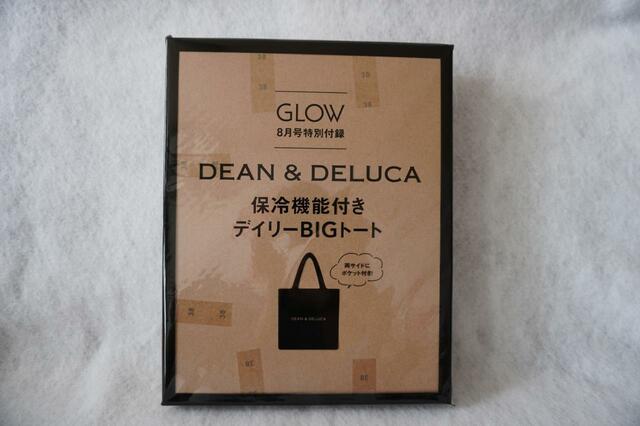 GLOW
8月号特別付録
DEAN & DELUCA
保冷機能付き
デイリーBIGトート
両サイドに
ポケット付き!
DEAN & DELUCA